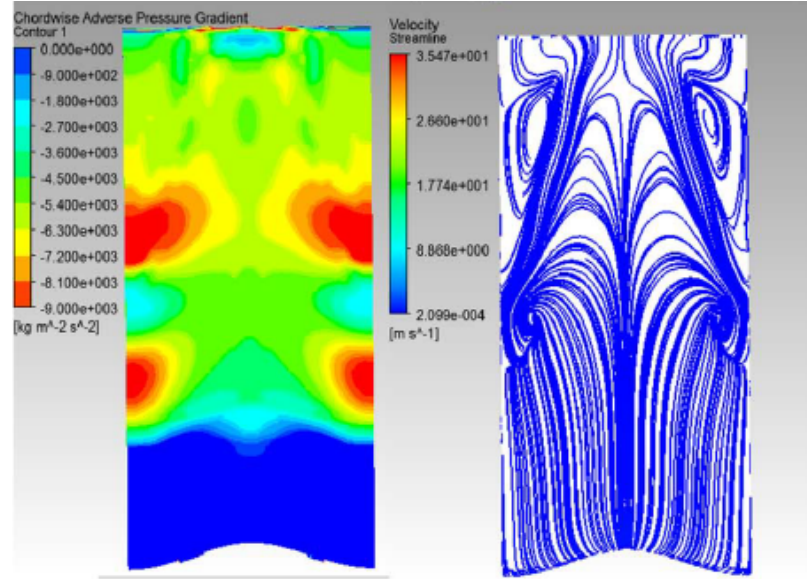 Chordwise Adverse Pressure Gradient
Contour 1
0.000e+000
-9.000e+002
-1.800e+003
-2.700e+003
-3.600e+003
-4.500e+003
-5.400e+003
-6.300e+003
-7.200e+003
-8.100e+003
-9.000e+003
[kg m^-2 s^-2]
Velocity
Streamline
3.547e+001
2.660e+001
1.774e+001
8.868e+000
2.099e-004
[m s^-1]